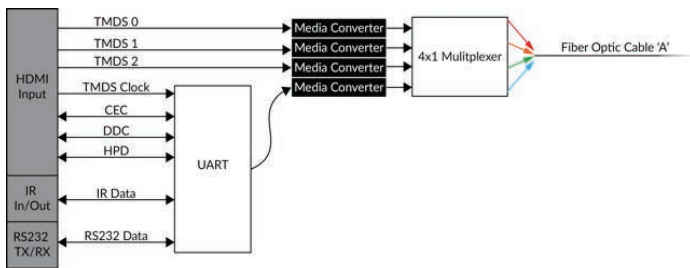 HDMI
Input
IR
In/Out
RS232
TX/RX
TMDS 0
TMDS 1
TMDS 2
TMDS Clock
CEC
DDC
HPD
IR Data
RS232 Data
UART
Media Converter
Media Converter
Media Converter
Media Converter
4x1 Mulitplexer
Fiber Optic Cable 'A'